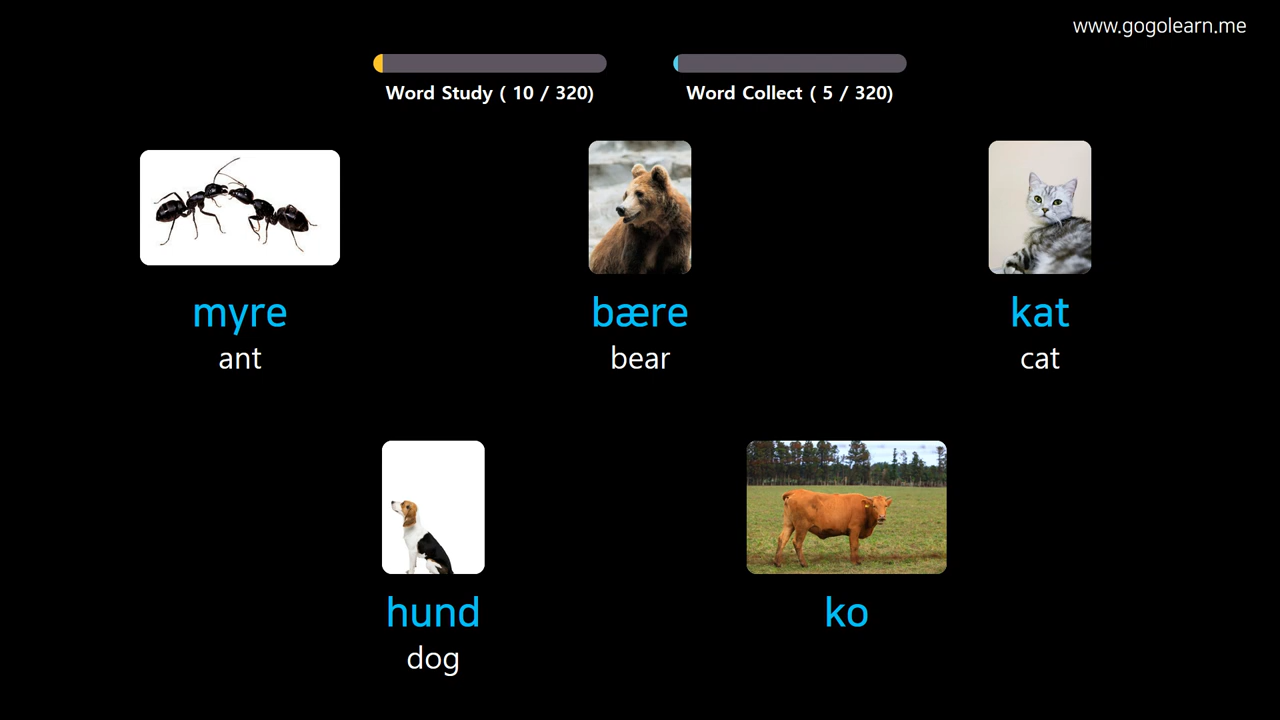 www.gogolearn.me
Word Study ( 10 / 320)
Word Collect ( 5 / 320)
myre
ant
bære
bear
kat
cat
hund
dog
ko